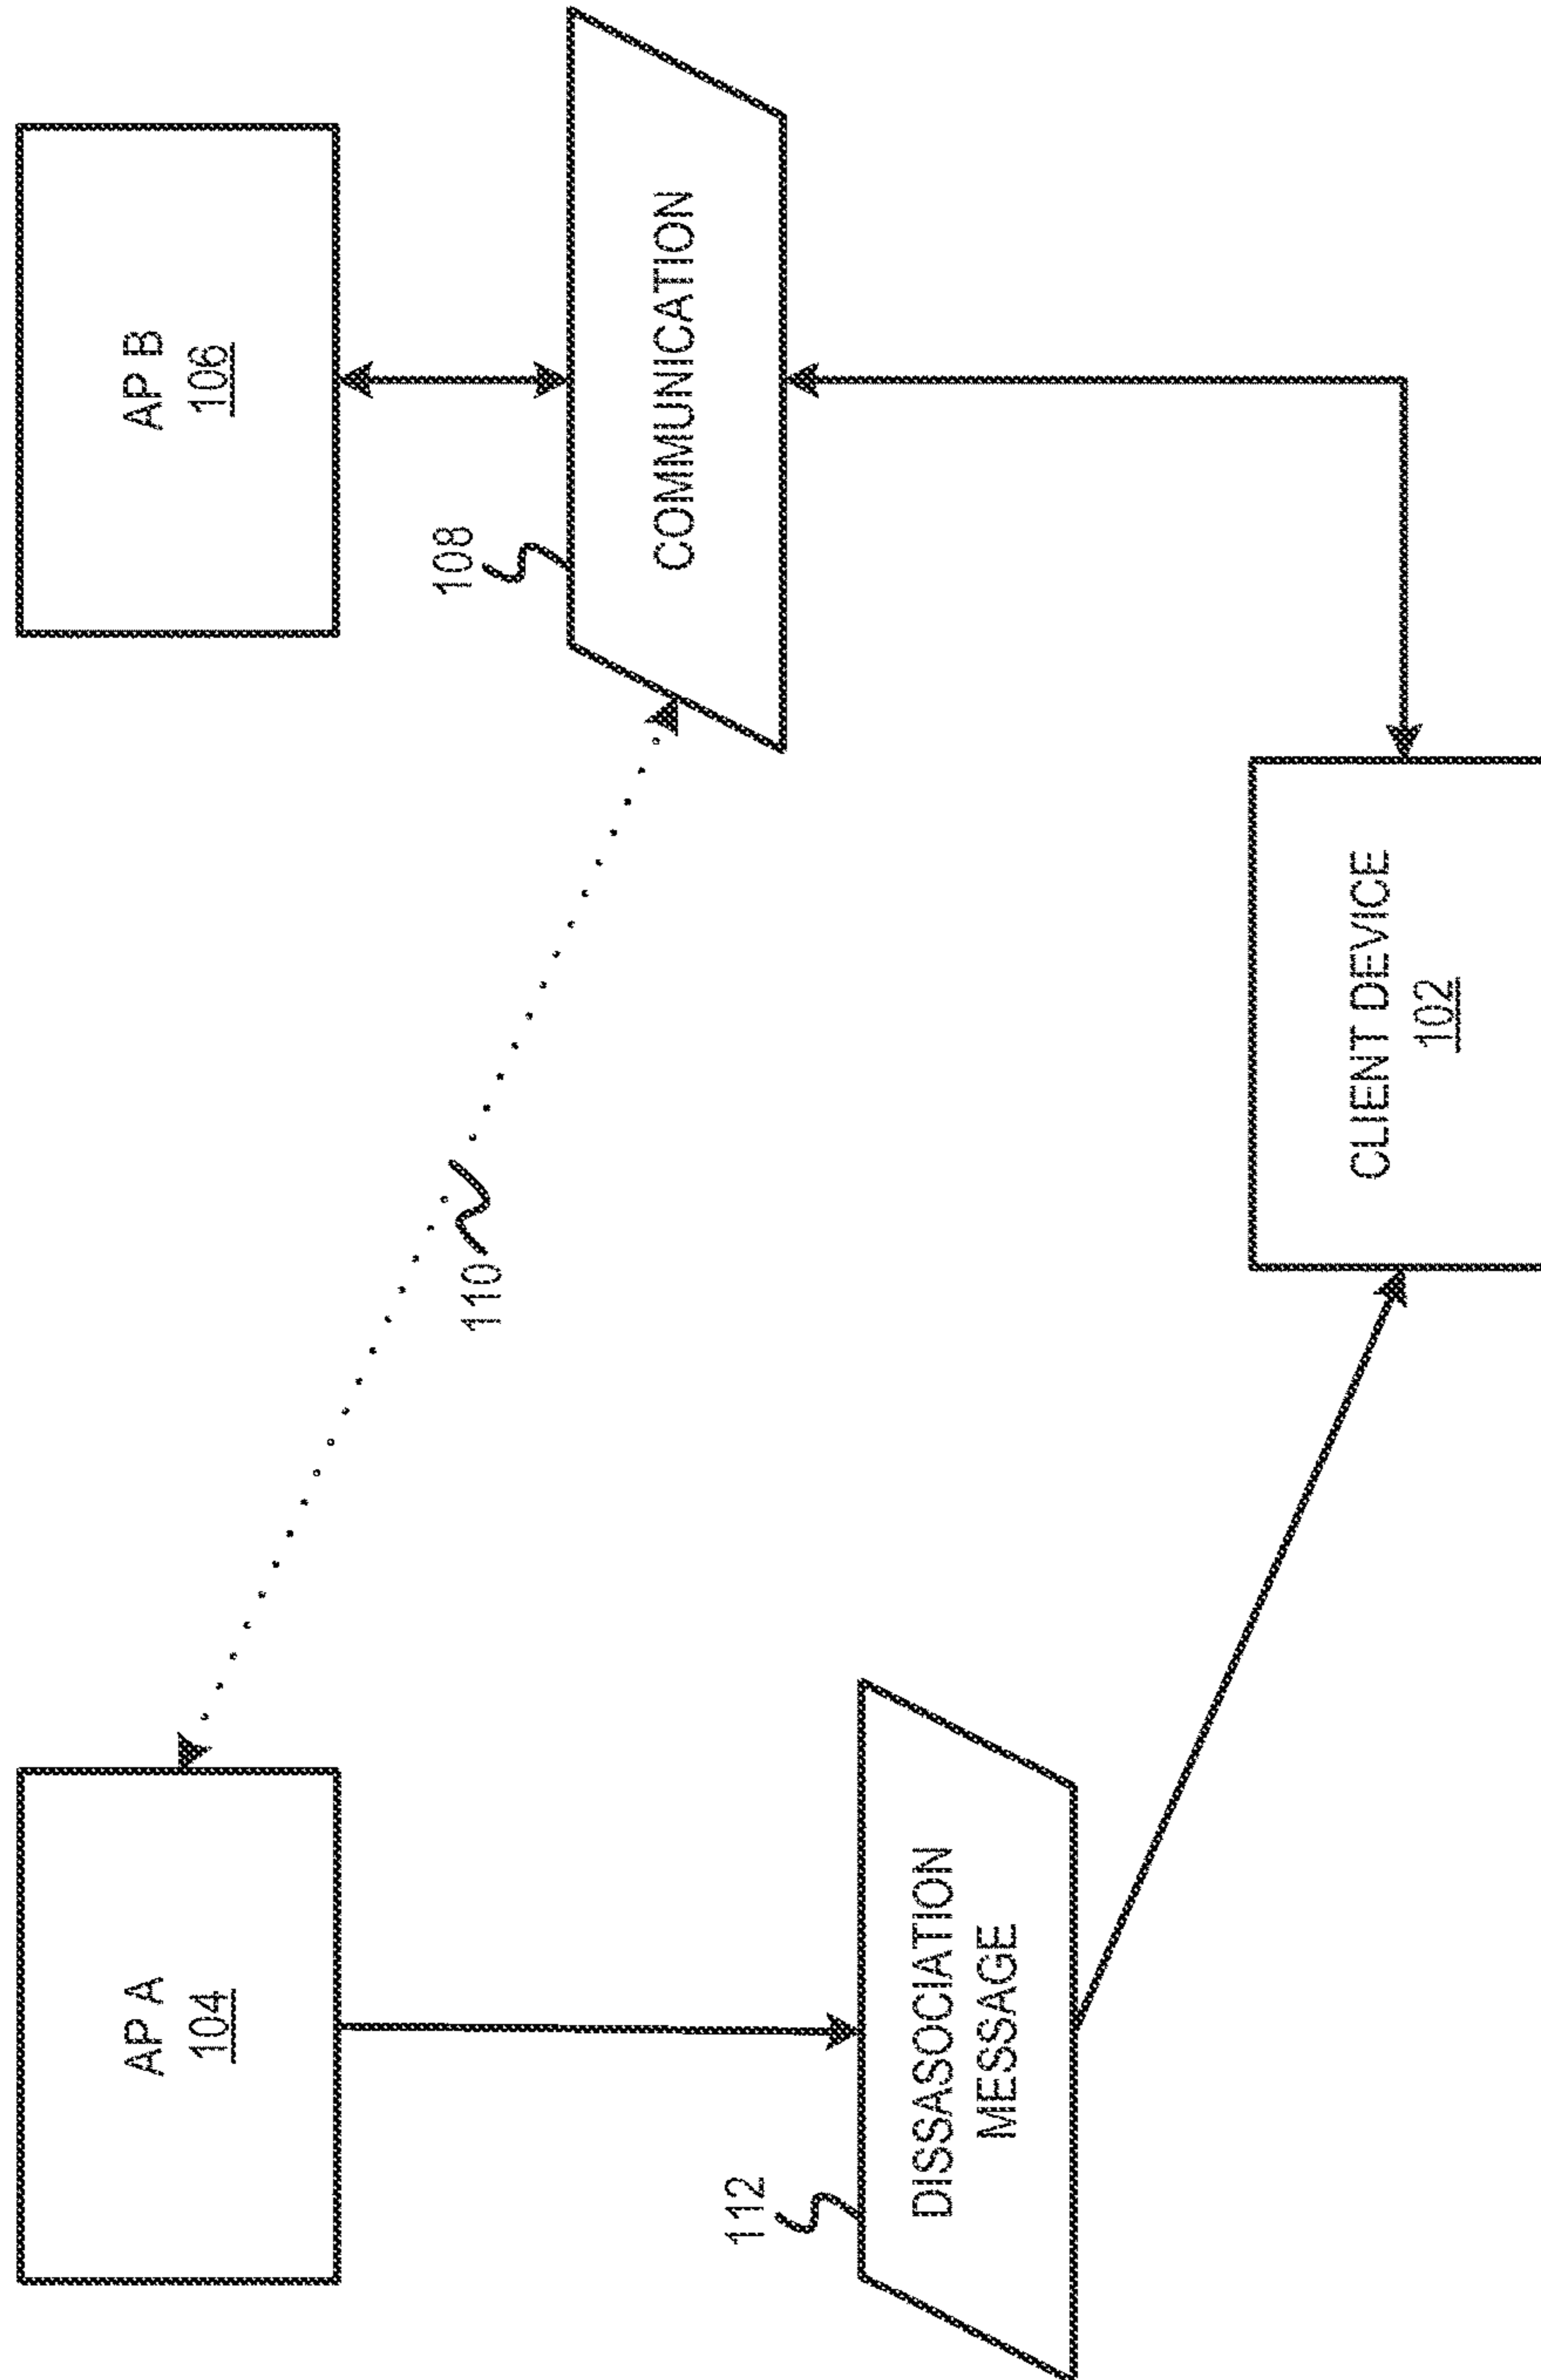 AP A
104
AP B
106
110
108
COMMUNICATION
112
DISSASOCIATION
MESSAGE
CLIENT DEVICE
102